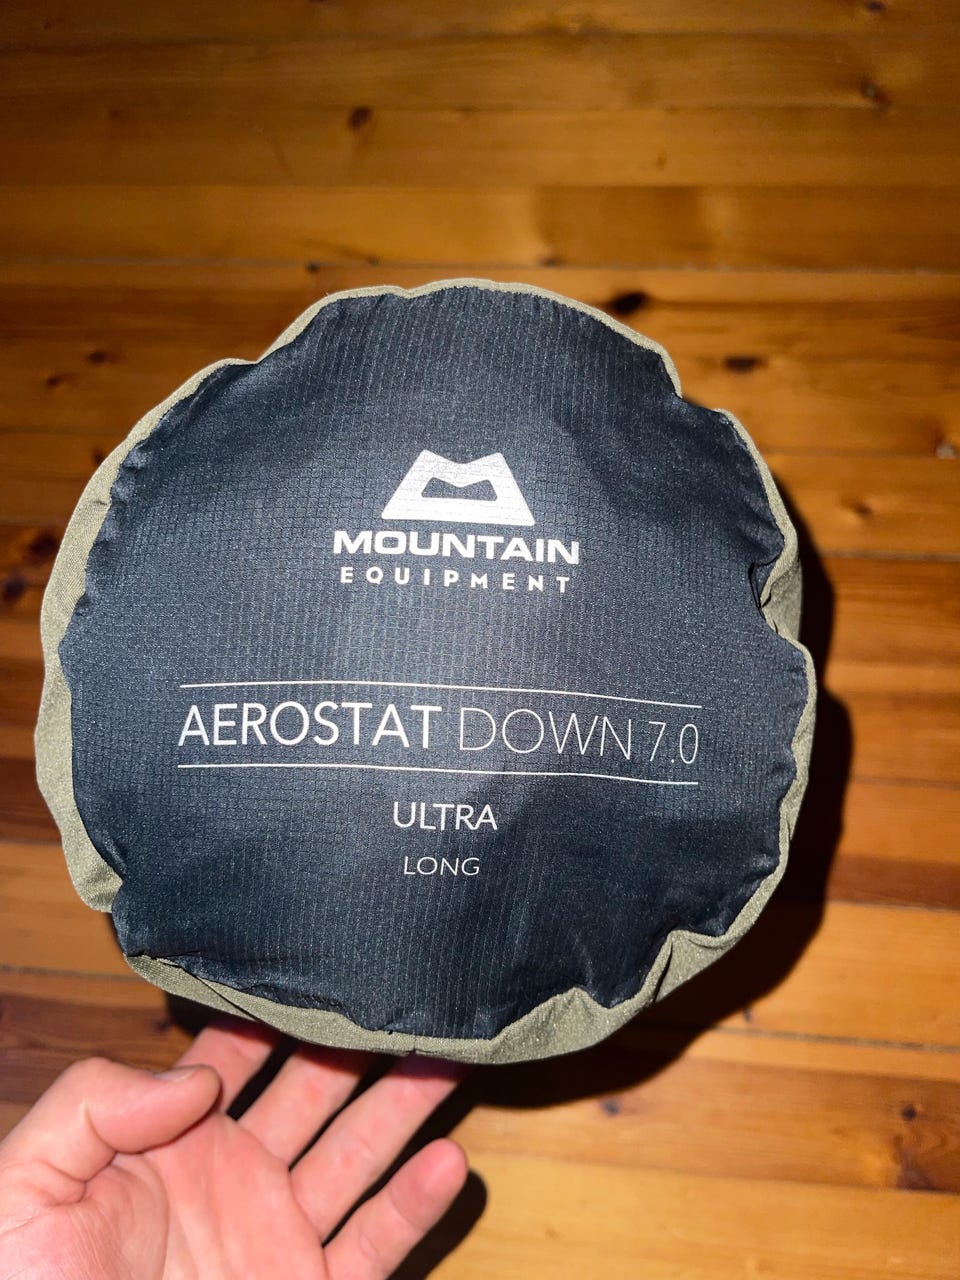 MOUNTAIN
EQUIPMENT
AEROSTAT DOWN 7.0
ULTRA
LONG